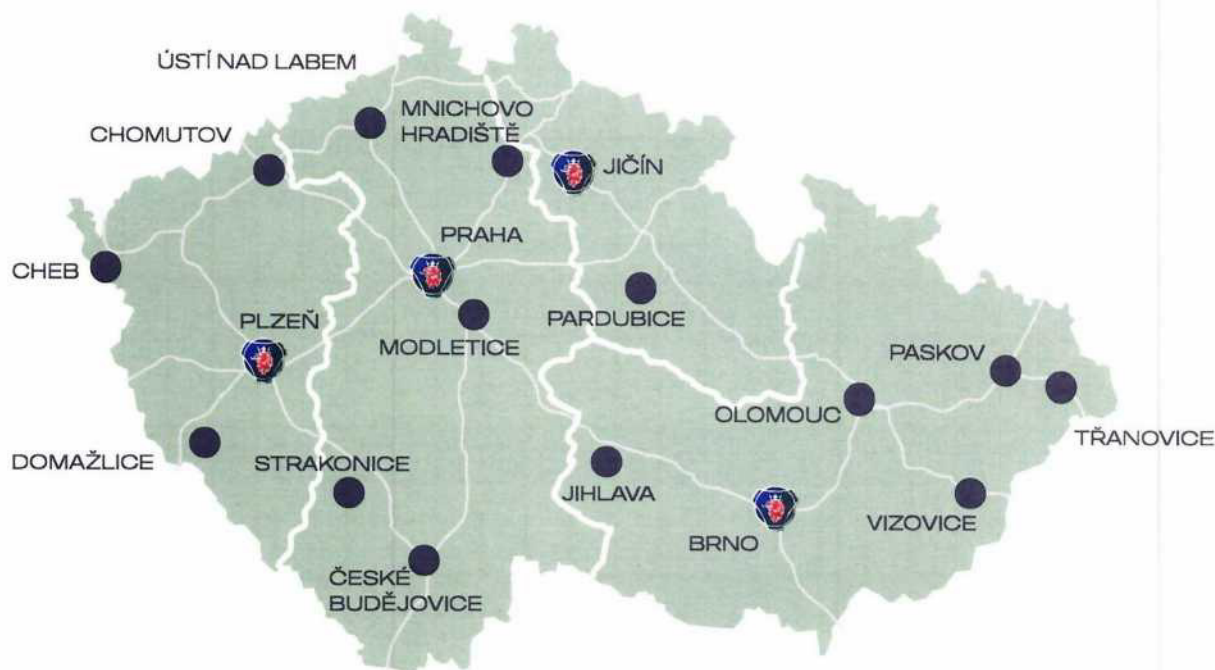 ÚSTÍ NAD LABEM
MNICHOVO
HRADIŠTĚ
CHOMUTOV
JIČÍN
PRAHA
CHEB
PLZEŇ
PARDUBICE
MODLETICE
PASKOV
OLOMOUC
TŘANOVICE
DOMAŽLICE
STRAKONICE
JIHLAVA
VIZOVICE
BRNO
ČESKÉ
BUDĚJOVICE